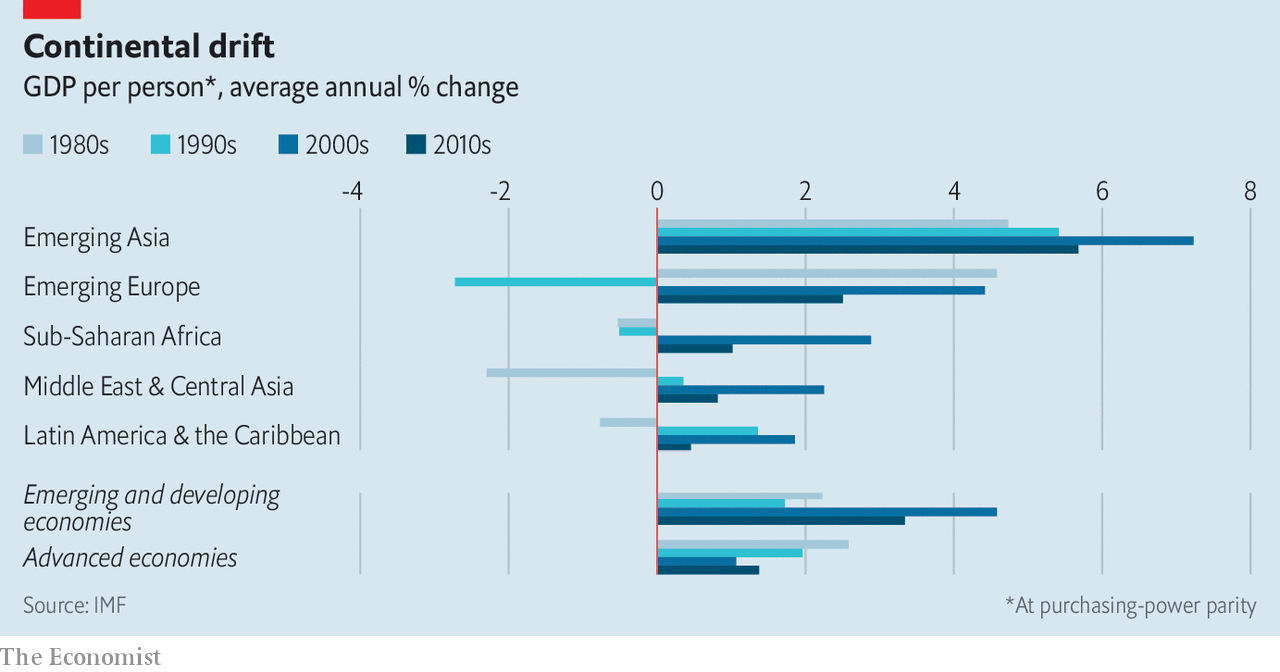 Continental drift
GDP per person*, average annual % change
1980s 1990s 2000s 2010s
-4 -2 0 2 4 6 8
Emerging Asia
Emerging Europe
Sub-Saharan Africa
Middle East & Central Asia
Latin America & the Caribbean
Emerging and developing
economies
Advanced economies
Source: IMF *At purchasing-power parity
The Economist